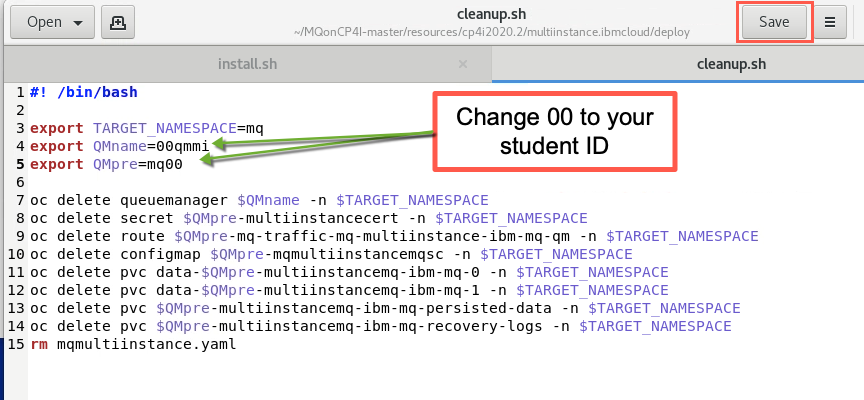 Open
cleanup.sh
~/MQonCP4I-master/resources/cp4i2020.2/multiinstance.ibmcloud/deploy
Save
install.sh
×
cleanup.sh
1 #! /bin/bash
2
3 export TARGET_NAMESPACE=mq
4 export QMname=00qmmi
5 export QMpre=mq00
Change 00 to your
student ID
6
7 oc delete queuemanager $QMname -n $TARGET_NAMESPACE
8 oc delete secret $QMpre-multiinstancecert -n $TARGET_NAMESPACE
9 oc delete route $QMpre-mq-traffic-mq-multiinstance-ibm-mq-qm -n $TARGET_NAMESPACE
10 oc delete configmap $QMpre-mqmultiinstancemqsc -n $TARGET_NAMESPACE
11 oc delete pvc data-$QMpre-multiinstancemq-ibm-mq-0 -n $TARGET_NAMESPACE
12 oc delete pvc data-$QMpre-multiinstancemq-ibm-mq-1 -n $TARGET_NAMESPACE
13 oc delete pvc $QMpre-multiinstancemq-ibm-mq-persisted-data -n $TARGET_NAMESPACE
14 oc delete pvc $QMpre-multiinstancemq-ibm-mq-recovery-logs -n $TARGET_NAMESPACE
15 rm mqmultiinstance.yaml